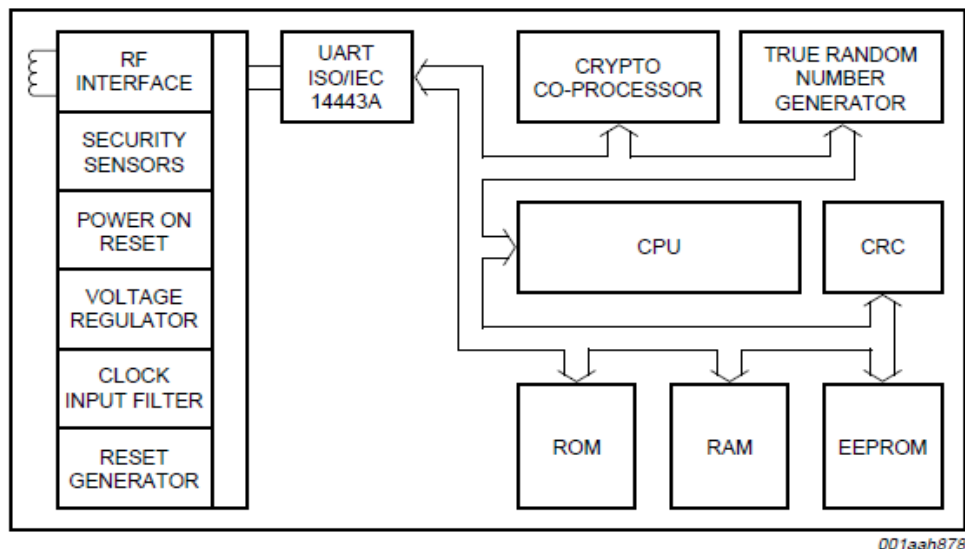 RF
INTERFACE
SECURITY
SENSORS
POWER ON
RESET
VOLTAGE
REGULATOR
CLOCK
INPUT FILTER
RESET
GENERATOR
UART
ISO/IEC
14443A
CRYPTO
CO-PROCESSOR
TRUE RANDOM
NUMBER
GENERATOR
CPU
CRC
ROM
RAM
EEPROM
001aah878